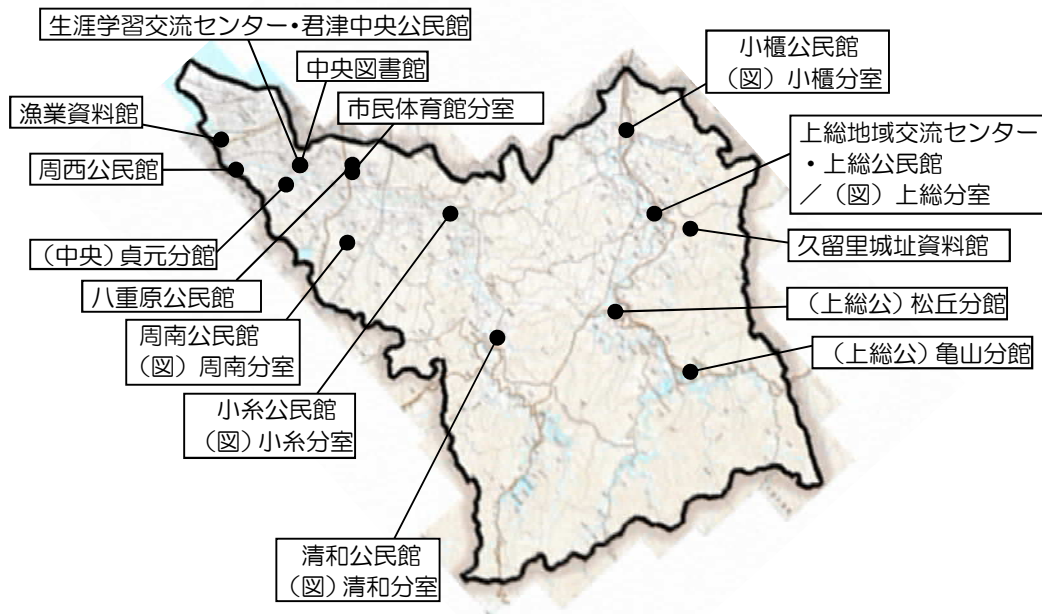 生涯学習交流センター・君津中央公民館
中央図書館
市民体育館分室
漁業資料館
周西公民館
（中央）貞元分館
八重原公民館
周南公民館
（図）周南分室
小糸公民館
（図）小糸分室
清和公民館
（図）清和分室
小櫃公民館
（図）小櫃分室
上総地域交流センター
・上総公民館
／（図）上総分室
久留里城址資料館
（上総公）松丘分館
（上総公）亀山分館